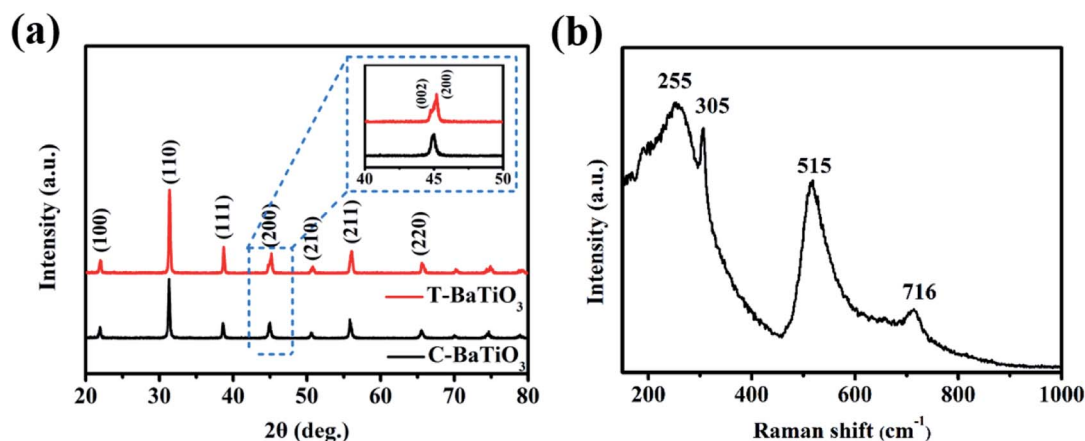 (a)
(002)
(200)
40 45 50
(100)
(110)
(111)
(200)
(210)
(211)
(220)
T-BaTiO3
C-BaTiO3
Intensity (a.u.)
20 30 40 50 60 70 80
2θ (deg.)
(b)
255
305
515
716
Intensity (a.u.)
200 400 600 800 1000
Raman shift (cm-1)